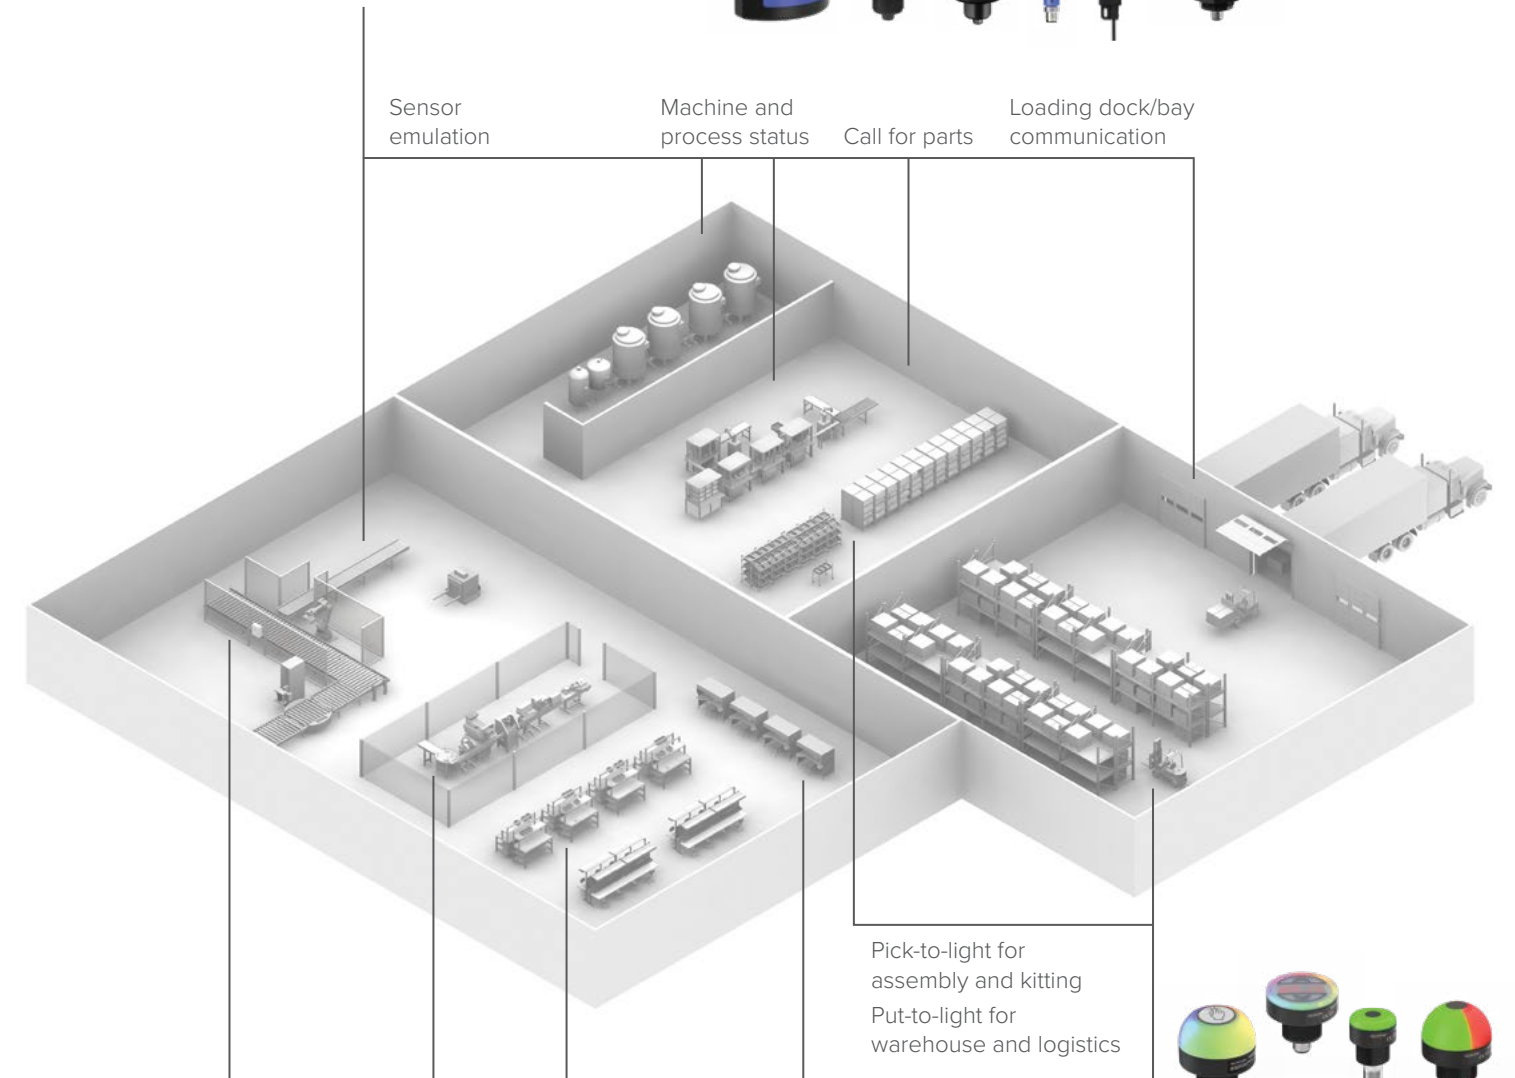 Sensor
emulation
Machine and
process status
Call for parts
Loading dock/bay
communication
Pick-to-light for
assembly and kitting
Put-to-light for
warehouse and logistics